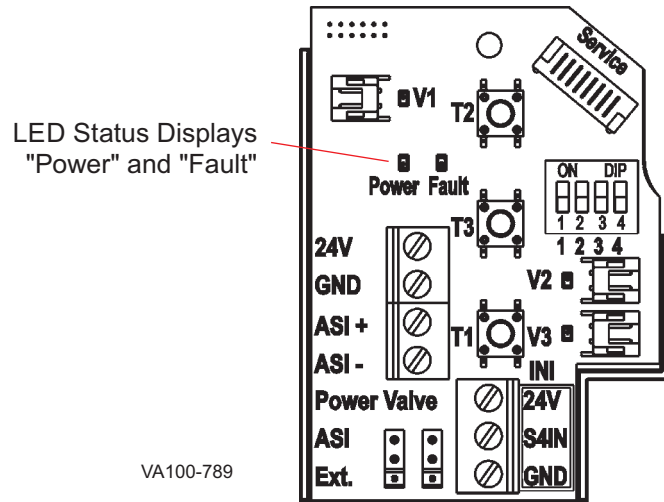 Service
V1
T2
LED Status Displays
"Power" and "Fault"
Power Fault
ON DIP
1 2 3 4
1 2 3 4
T3
24V
GND
V2
ASI +
T1
V3
ASI -
INI
Power Valve
24V
ASI
S4IN
Ext.
GND
VA100-789